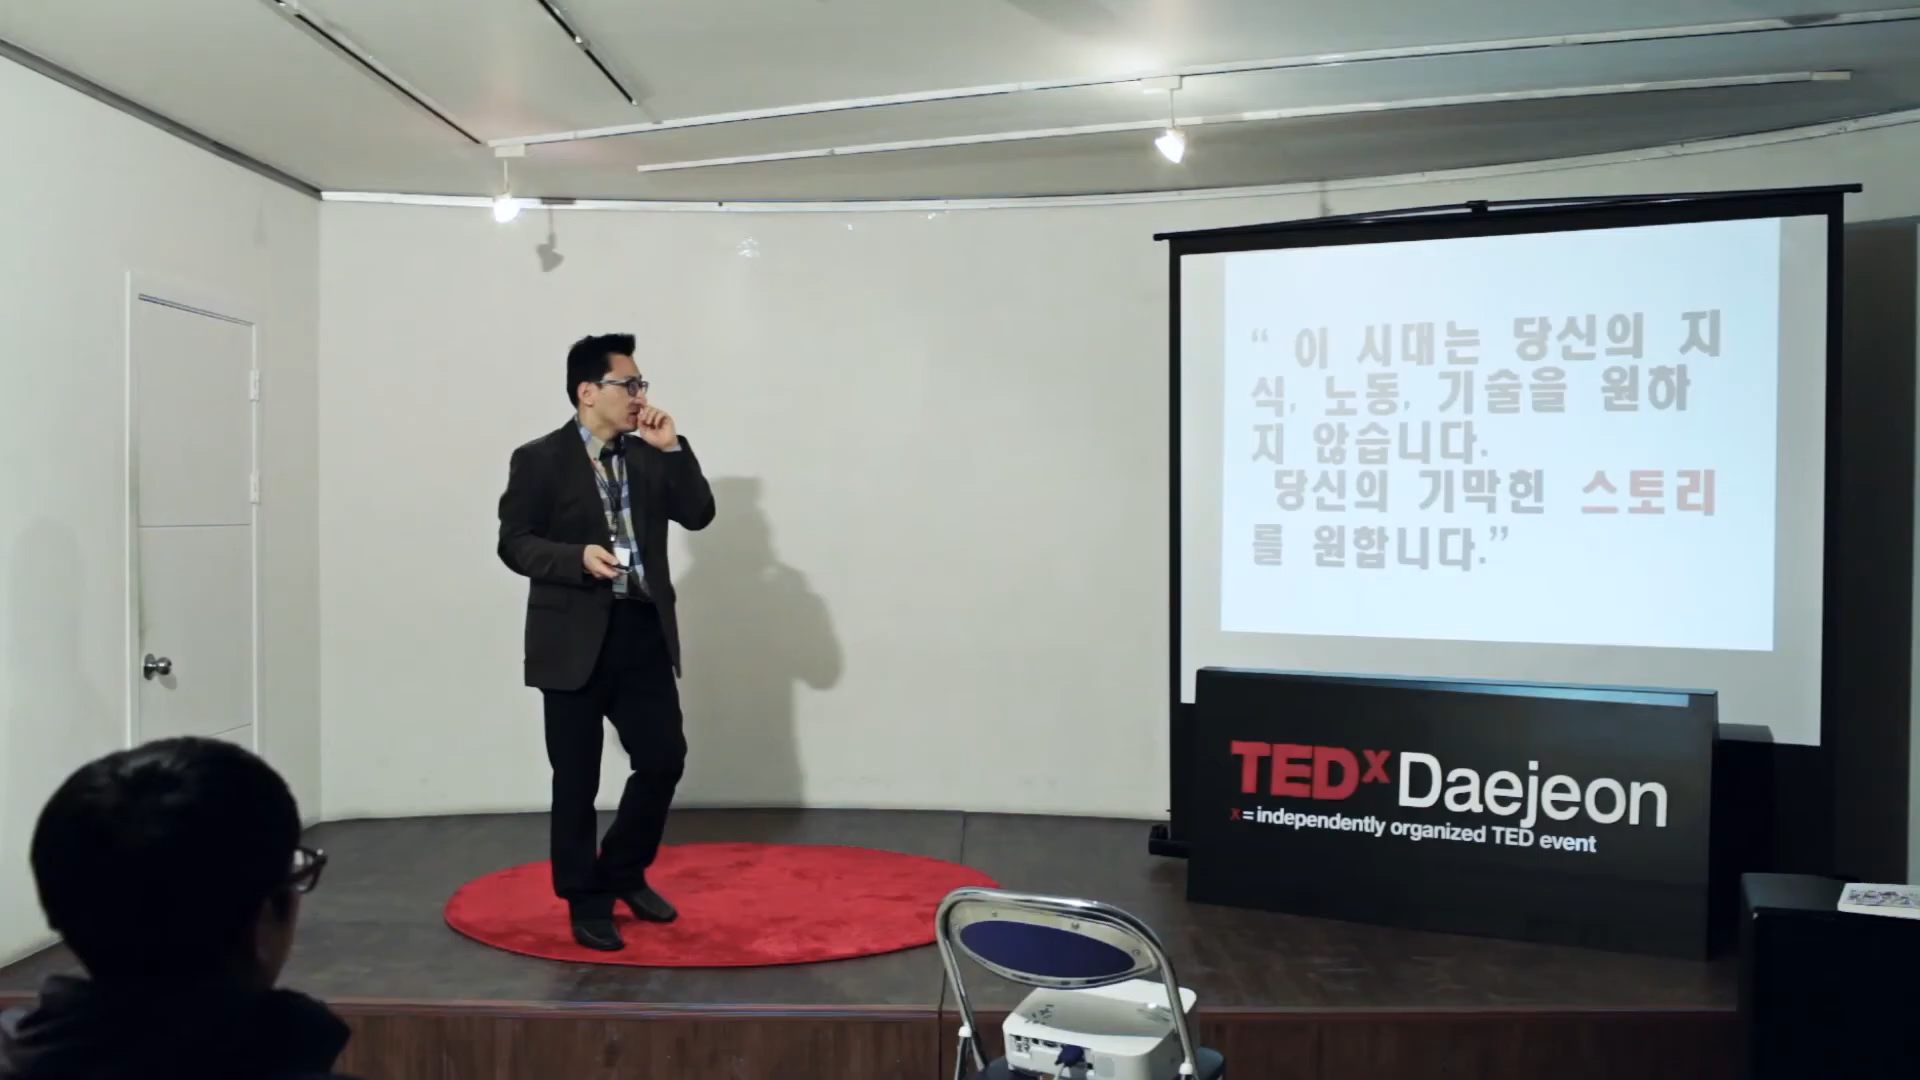 “ 이 시대는 당신의 지
식, 노동, 기술을 원하
지 않습니다.
당신의 기막힌 스토리
를 원합니다.”
TEDx Daejeon
x = independently organized TED event